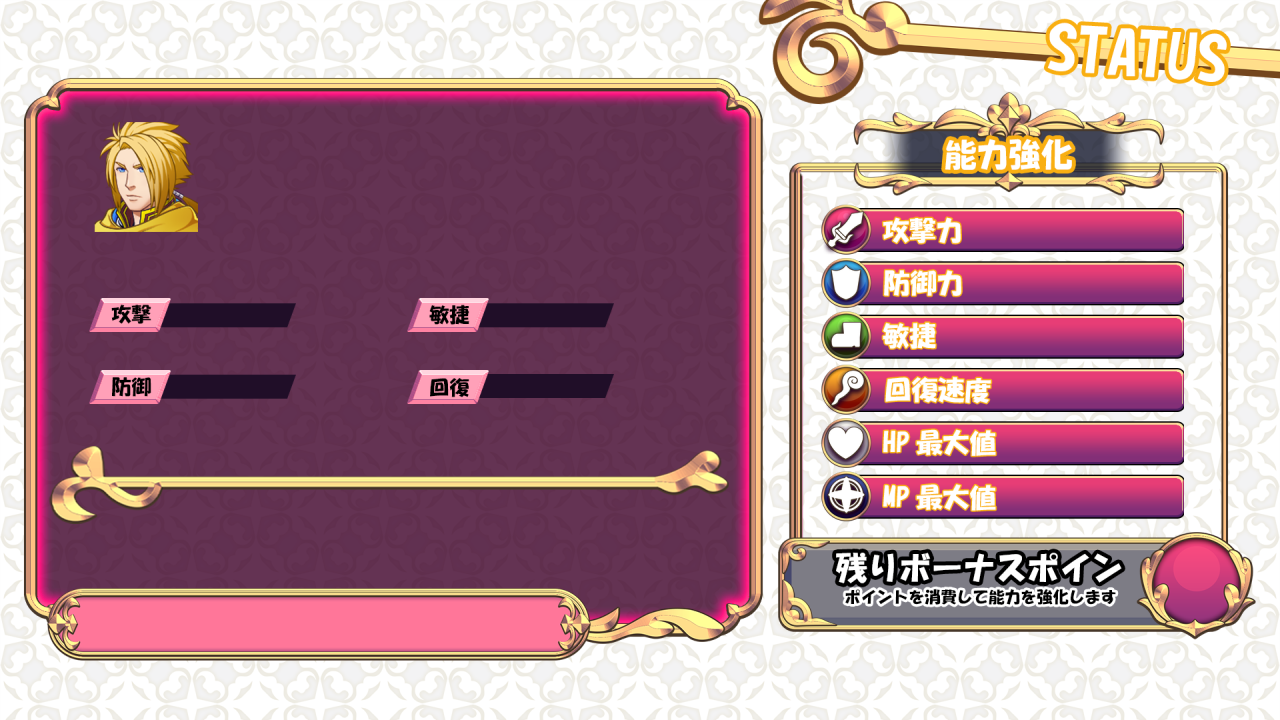 STATUS
攻撃
敏捷
防御
回復
能力強化
攻撃力
防御力
敏捷
回復速度
HP 最大値
MP 最大値
残りボーナスポイン
ポイントを消費して能力を強化します